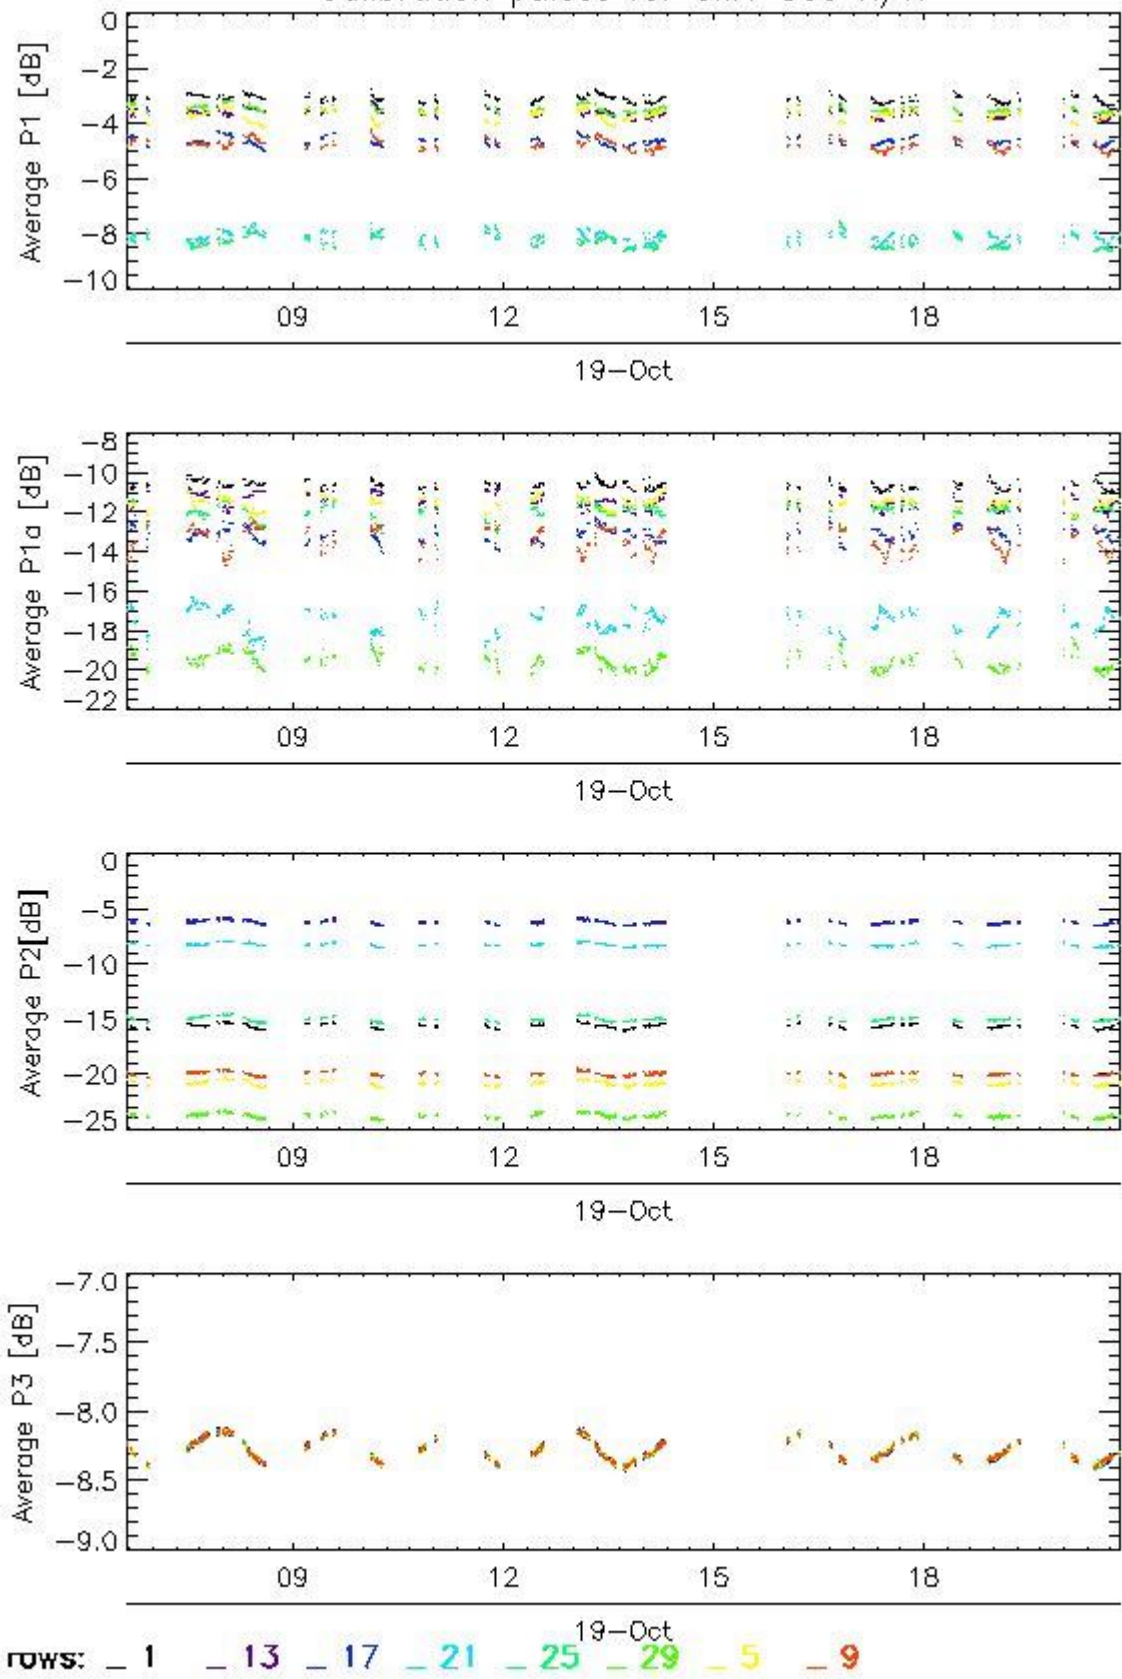 0
−2
−4
−6
−8
−10
Average P1 [dB]
09 12 15 18
19−Oct
−8
−10
−12
−14
−16
−18
−20
−22
Average P1a [dB]
09 12 15 18
19−Oct
0
−5
−10
−15
−20
−25
Average P2[dB]
09 12 15 18
19−Oct
−7.0
−7.5
−8.0
−8.5
−9.0
Average P3 [dB]
09 12 15 18
19−Oct
rows: _ 1 _ 13 _ 17 _ 21 _ 25 _ 29 _ 5 _ 9